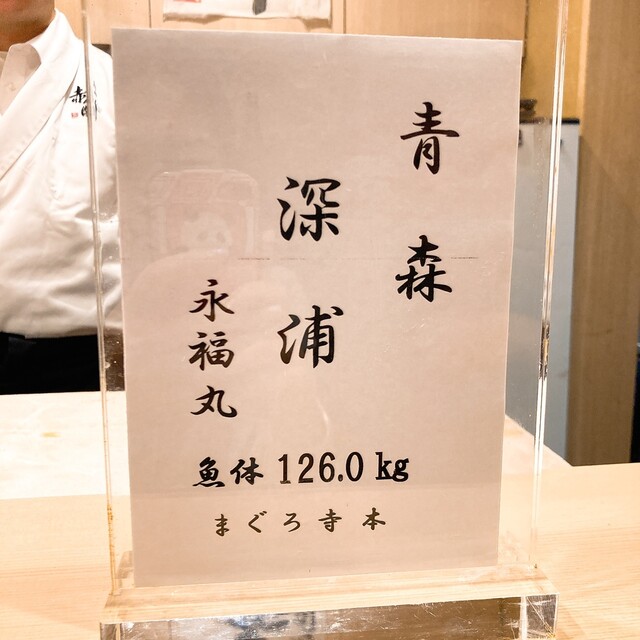 青森
深浦
永福丸
魚体 126.0 kg
まぐろ寺本